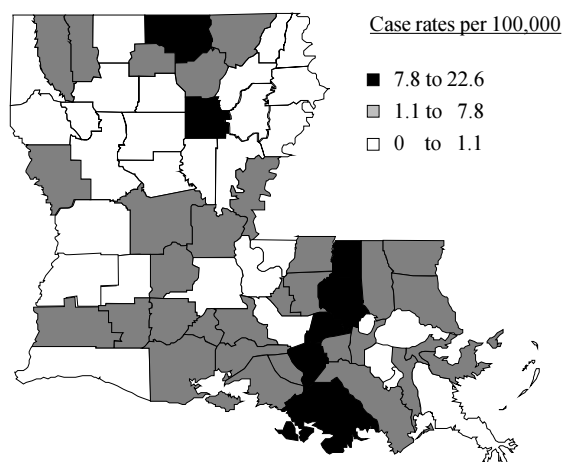 Case rates per 100,000
7.8 to 22.6
1.1 to 7.8
0 to 1.1